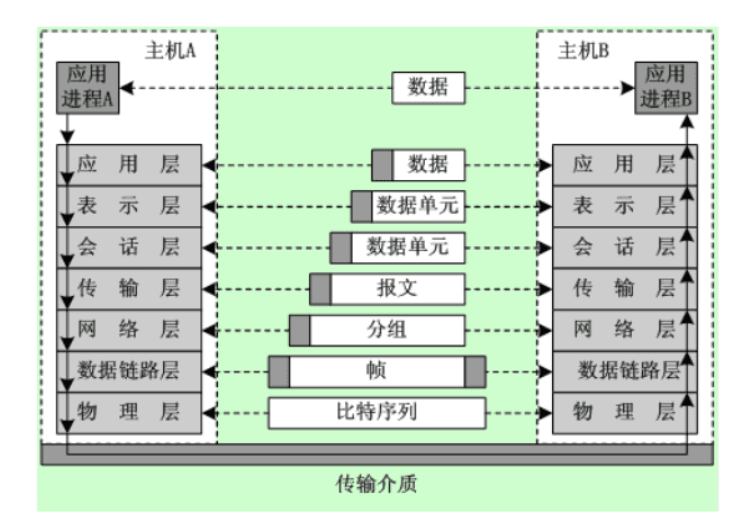 主机A
主机B
应用
进程A
数据
应用
进程B
应用层
数据
应用层
表示层
数据单元
表示层
会话层
数据单元
会话层
传输层
报文
传输层
网络层
分组
网络层
数据链路层
帧
数据链路层
物理层
比特序列
物理层
传输介质